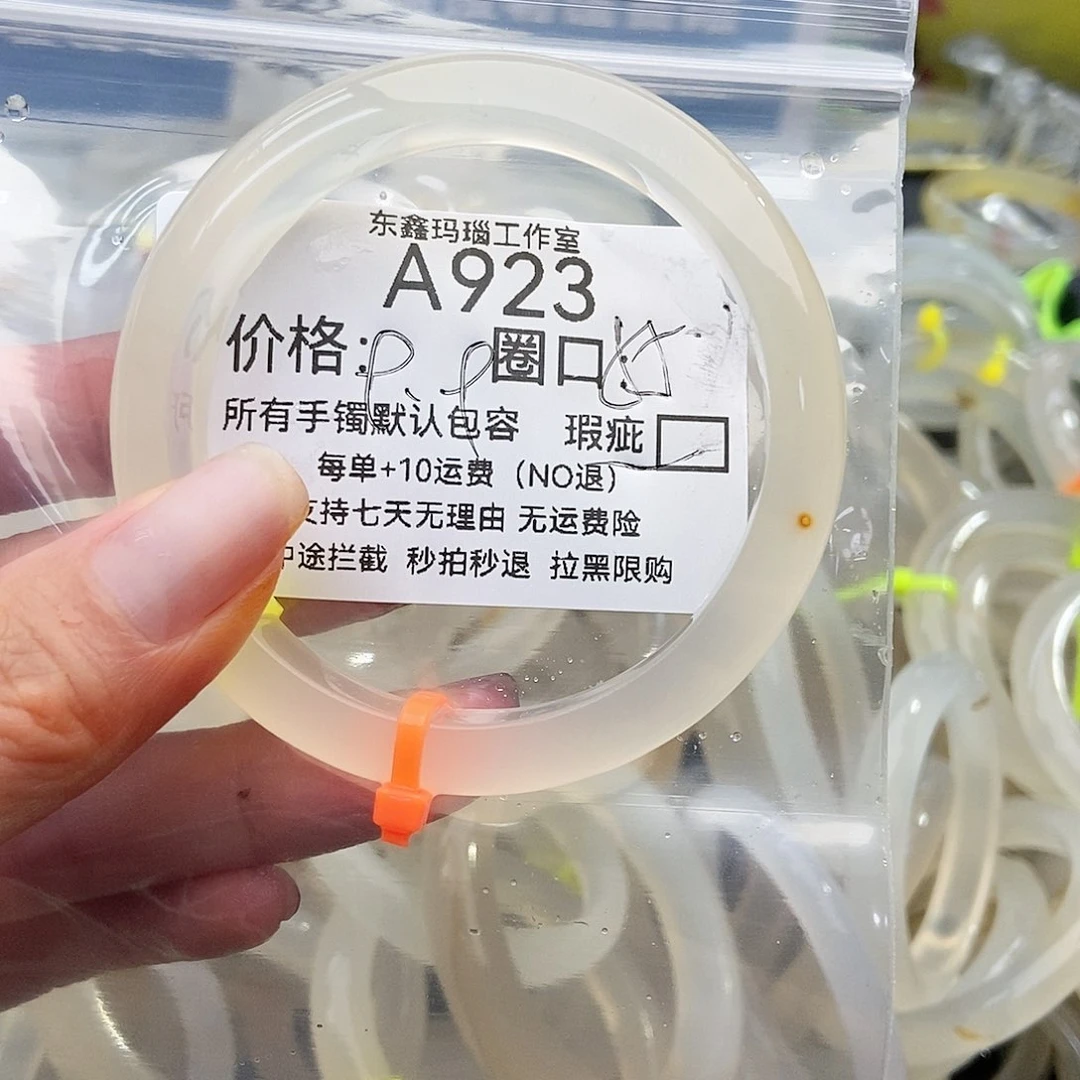 东鑫玛瑙工作室
A923
价格: 圈口:
所有手镯默认包容 瑕疵
每单+10运费（NO退）
支持七天无理由 无运费险
中途拦截 秒拍秒退 拉黑限购